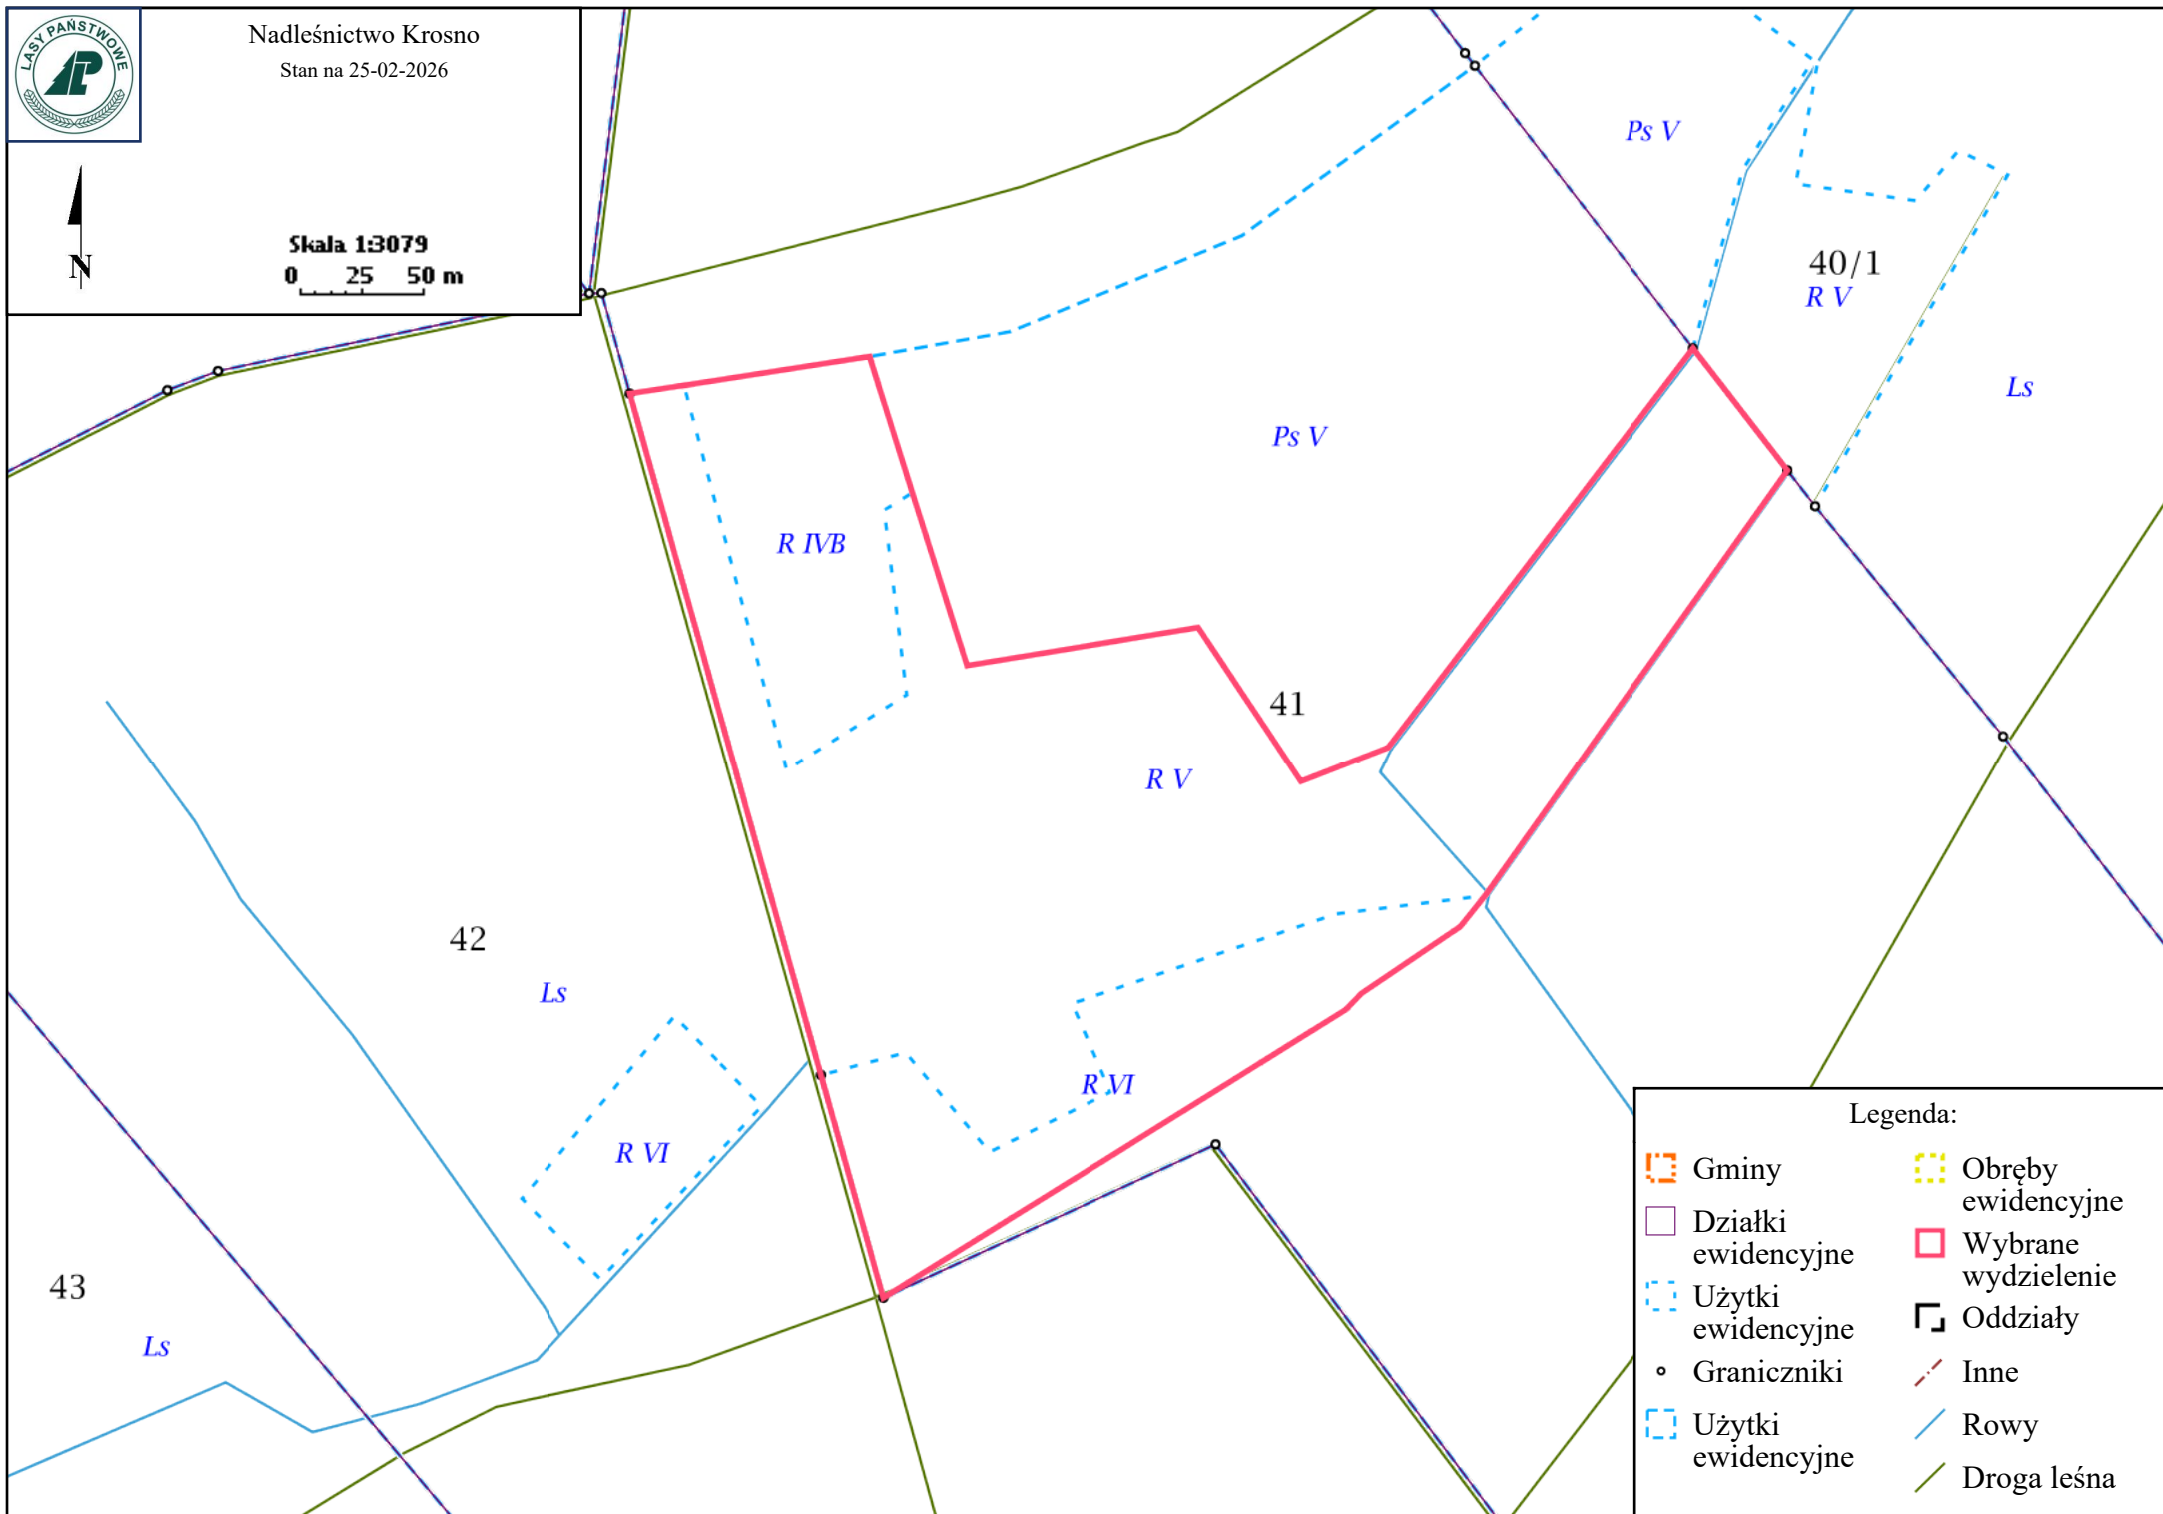 LASY PAŃSTWOWE
LP
Nadleśnictwo Krosno
Stan na 25-02-2026
N
Skala 1:3079
0 25 50 m
Ps V
40/1
R V
Ls
Ps V
R IVB
41
R V
42
Ls
R VI
R VI
43
Ls
Legenda:
Gminy
Działki
ewidencyjne
Użytki
ewidencyjne
Graniczniki
Użytki
ewidencyjne
Obręby
ewidencyjne
Wybrane
wydzielenie
Oddziały
Inne
Rowy
Droga leśna